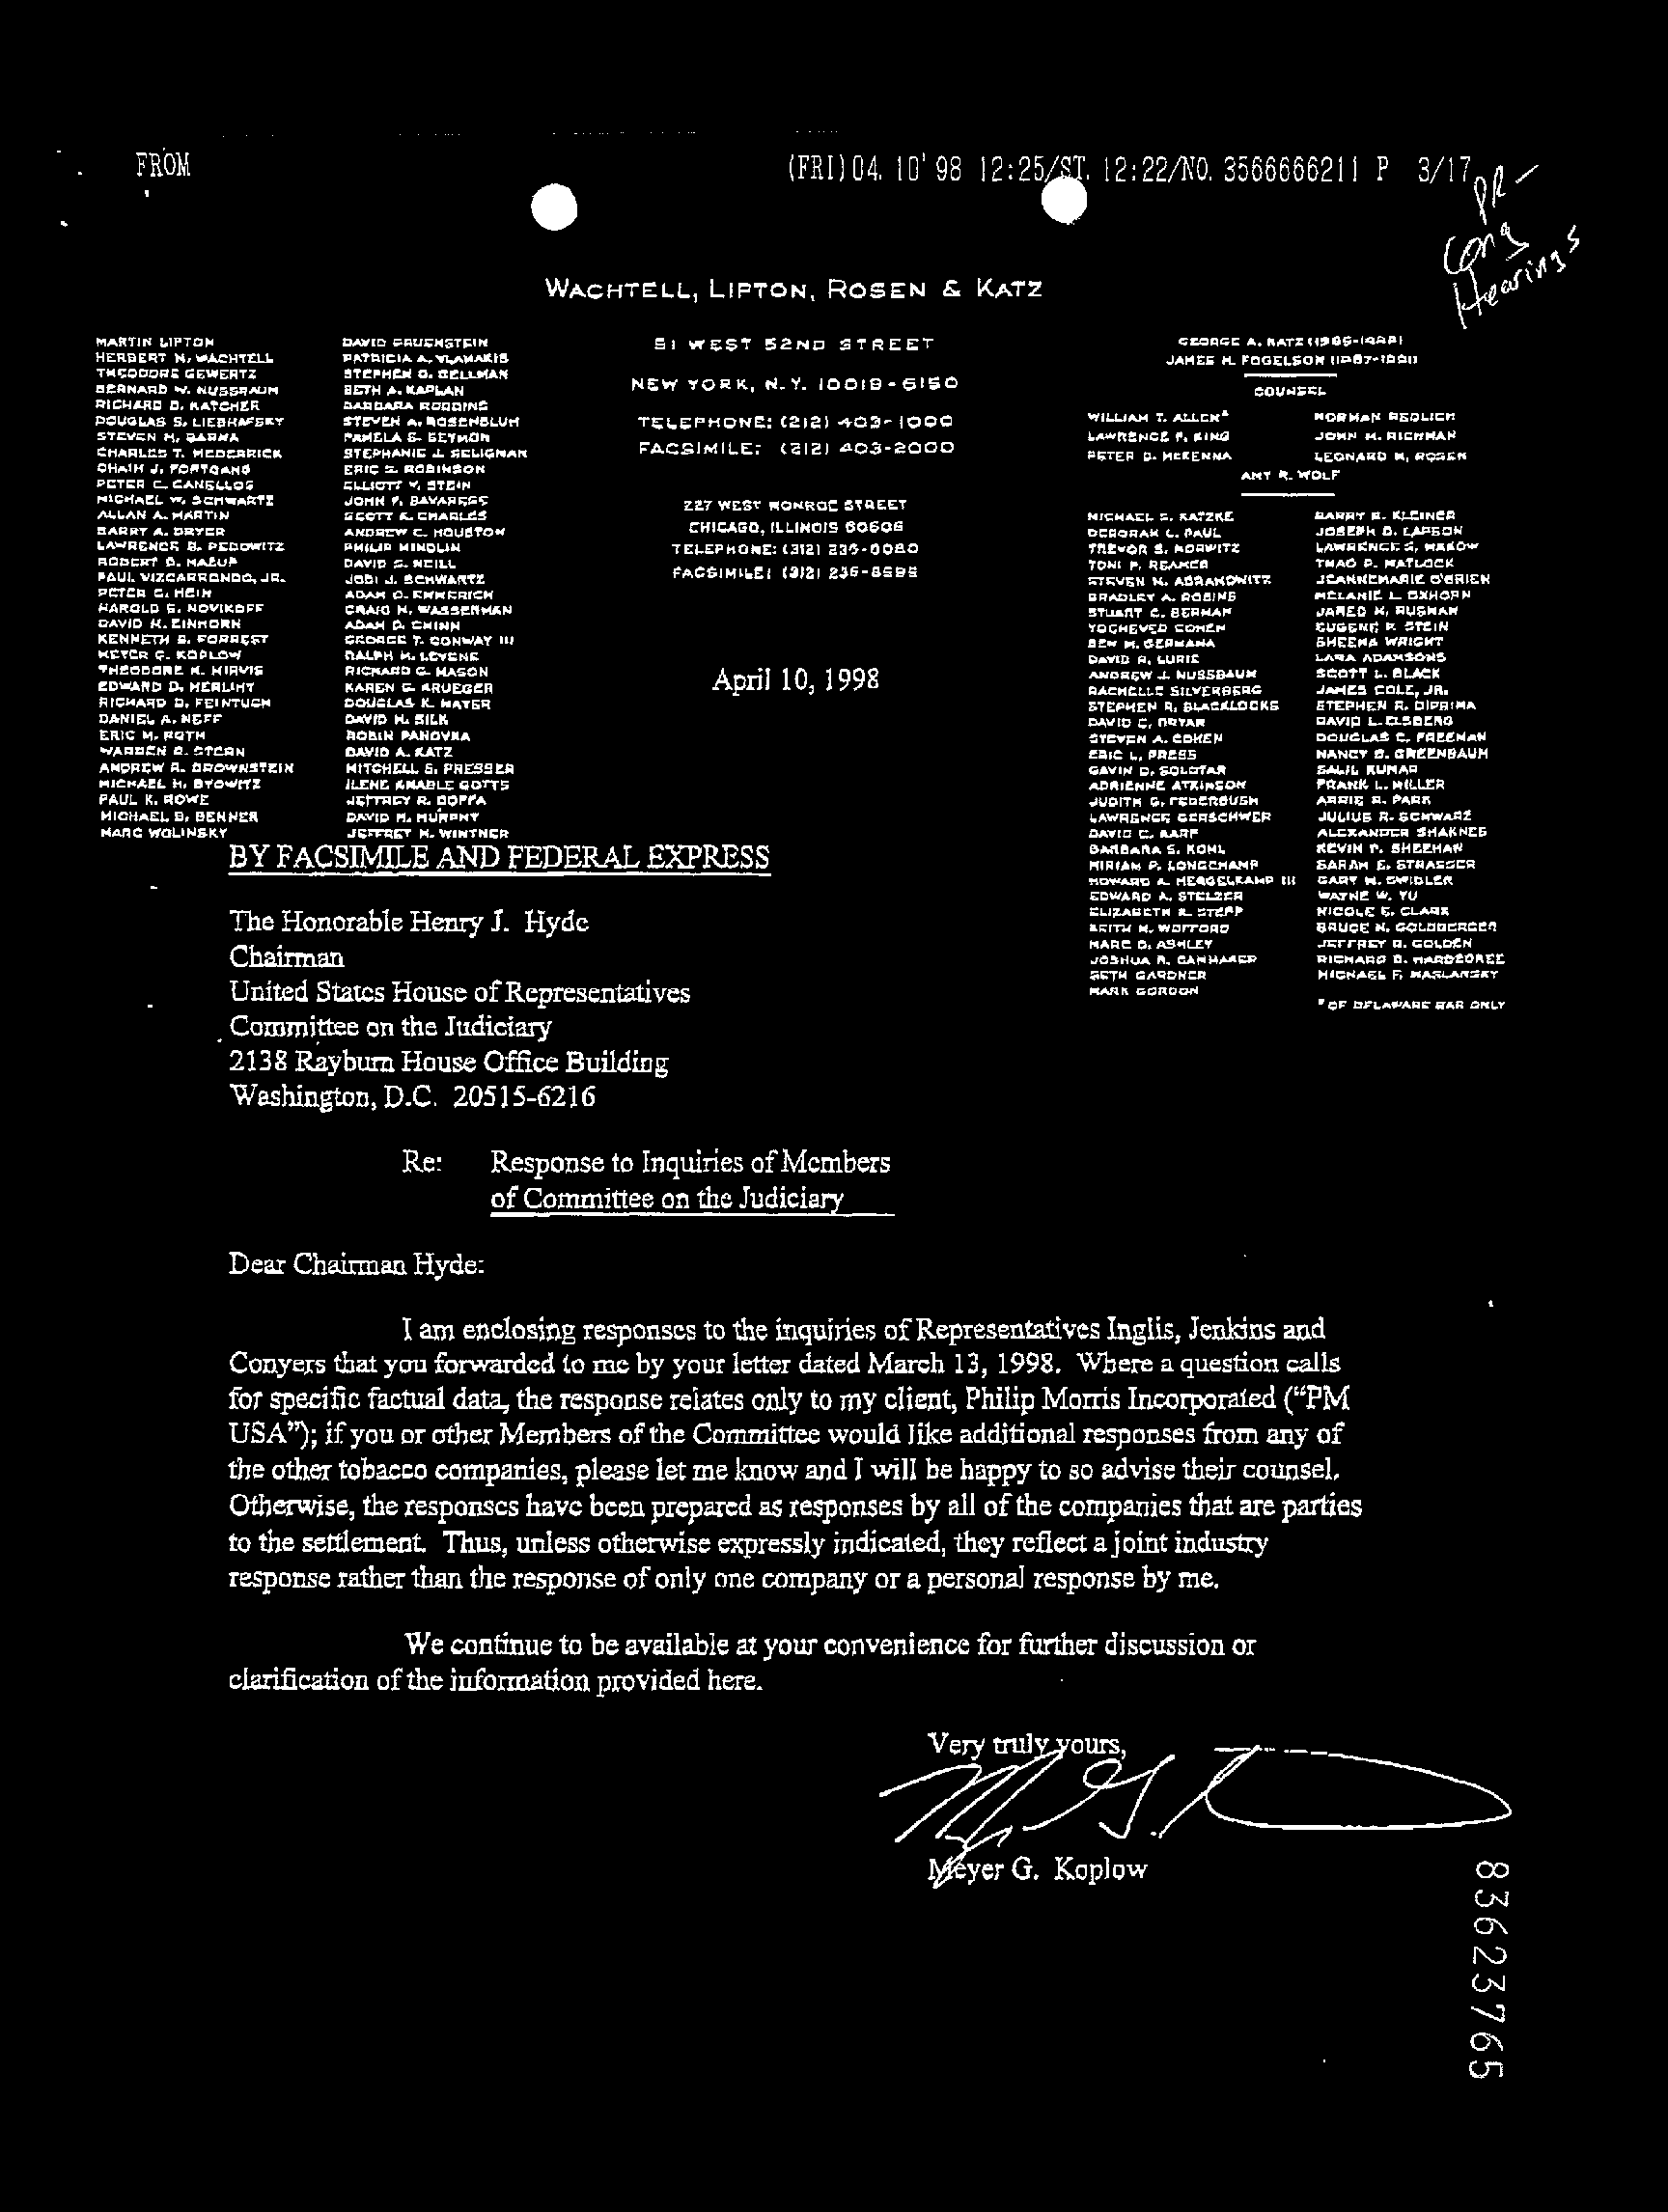 FROM
(FRI)04. 10'98 12:25/ST. 12:22/NO. 3566666211 P 3/17
PR -
Cong
Hearings
WACHTELL, LIPTON, ROSEN & KATZ
MARTIN LIPTON
HERBERT M. WACHTELL
THEODORE GEWERTZ
BERNARD W. NUSSBAUM
RICHARD D. KATCHER
DOUGLAS S. LIEBHAFSKY
STEVEN M. BARNA
CHARLES T. HEDERRICK
CHAIM J. FORTGANG
PETER C. CANELLOS
MICHAEL W. SCHWARTZ
ALLAN A. MARTIN
BARRY A. BRYER
LAWRENCE B. PEDOWITZ
ROBERT B. MAZUR
PAUL VIZCARRONDO, JR.
PETER C. HEIN
HAROLD S. NOVIKOFF
DAVID M. EINHORN
KENNETH B. FORREST
MEYER G. KOPLOW
THEODORE N. MIRVIS
EDWARD D. HERLIHY
RICHARD D. FEINTUCH
DANIEL A. NEFF
ERIC M. ROTH
WARREN R. STERN
ANDREW R. BROWNSTEIN
MICHAEL H. BYOWITZ
PAUL K. ROWE
MICHAEL B. BENNER
MARC WOLINSKY
DAVID GRUENSTEIN
PATRICIA A. VLAHAKIS
STEPHEN G. GELLMAN
BETH A. KAPLAN
BARBARA ROBBINS
STEVEN A. ROSENBLUM
PAMELA S. SEYMON
STEPHANIE J. SELIGMAN
ERIC S. ROBINSON
ELLIOTT V. STEIN
JOHN F. SAVARESE
SCOTT K. CHARLES
ANDREW C. HOUSTON
PHILIP MINDLIN
DAVID S. NEILL
JODI J. SCHWARTZ
ADAM O. EMMERICH
CRAIG M. WASSERMAN
ADAM D. CHINN
GEORGE T. CONWAY III
RALPH M. LEVENE
RICHARD G. MASON
KAREN G. KRUEGER
DOUGLAS K. MAYER
DAVID M. SILK
ROBIN PANOVKA
DAVID A. KATZ
MITCHELL S. PRESSER
ILENE KNABLE GOTTS
JEFFREY R. BOFFA
DAVID M. MURPHY
JEFFREY M. WINTNER
51 WEST 52ND STREET
NEW YORK, N.Y. 10019-6150
TELEPHONE: (212) 403-1000
FACSIMILE: (212) 403-2000
227 WEST MONROE STREET
CHICAGO, ILLINOIS 60606
April 10, 1998
COUNSEL
WILLIAM T. ALLEN*
LAWRENCE P. KING
PETER D. McKENNA
NORMAN REDLICH
JOHN M. RICHMAN
LEONARD M. ROSEN
AMY R. WOLF
MICHAEL S. KATZKE
DEBORAH L. PAUL
TREVOR S. NORWITZ
TONI P. REAMER
STEVEN M. ABRAMOWITZ
BRADLEY A. ROBINS
STUART C. BERMAN
YOCHEVED COHEN
BEN M. GERMANA
DAVID R. LURIE
ANDREW J. NUSSBAUM
RACHELLE SILVERBERG
STEPHEN R. BLACKLOCKS
DAVID C. BRYAN
STEVEN A. COHEN
ERIC L. PRESS
GAVIN D. SOLOTAR
ADRIENNE ATKINSON
JUDITH G. FEDERBUSH
LAWRENCE GERSCHWER
DAVID C. KARP
BARBARA S. KOHL
MIRIAM P. LONGCHAMP
HOWARD A. MERGELKAMP III
EDWARD A. STELZER
ELIZABETH R. STEPP
KEITH M. WOFFORD
MARC D. ASHLEY
JOSHUA R. CAMMAKER
SETH GARDNER
MARK GORDON
BARRY R. KLEINER
JOSEPH D. LARSON
LAWRENCE S. MAKOW
THAO P. MATLOCK
JEANNEMARIE O'BRIEN
MELANIE L. OXHORN
JARED M. RUSMAN
EUGENE P. STEIN
SHEENA WRIGHT
LARA ADAMSONS
SCOTT L. BLACK
JAMES COLE, JR.
STEPHEN R. DiPRIMA
DAVID L. ELSBERG
DOUGLAS C. FREEMAN
NANCY B. GREENBAUM
SALIL KUMAR
FRANK L. MILLER
ARRIE R. PARK
JULIUS R. SCHWARZ
ALEXANDER SHAKNES
KEVIN P. SHEEHAN
SARAH E. STRASSER
GARY M. SWIDLER
WAYNE W. YU
NICOLE E. CLARK
BRUCE N. GOLDBERGER
JEFFREY R. GOLDEN
RICHARD B. HARDEGREE
MICHAEL F. MASLANSKY
*OF DELAWARE BAR ONLY
BY FACSIMILE AND FEDERAL EXPRESS
The Honorable Henry J. Hyde
Chairman
United States House of Representatives
Committee on the Judiciary
2138 Rayburn House Office Building
Washington, D.C. 20515-6216
Re: Response to Inquiries of Members
of Committee on the Judiciary
Dear Chairman Hyde:
I am enclosing responses to the inquiries of Representatives Inglis, Jenkins and
Conyers that you forwarded to me by your letter dated March 13, 1998. Where a question calls
for specific factual data, the response relates only to my client, Philip Morris Incorporated ("PM
USA"); if you or other Members of the Committee would like additional responses from any of
the other tobacco companies, please let me know and I will be happy to so advise their counsel.
Otherwise, the responses have been prepared as responses by all of the companies that are parties
to the settlement. Thus, unless otherwise expressly indicated, they reflect a joint industry
response rather than the response of only one company or a personal response by me.
We continue to be available at your convenience for further discussion or
clarification of the information provided here.
Very truly yours,
Meyer G. Koplow
83623765